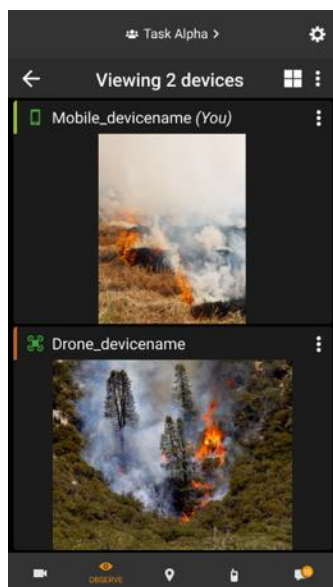 Task Alpha >
Viewing 2 devices
Mobile_devicename (You)
Drone_devicename
OBSERVE